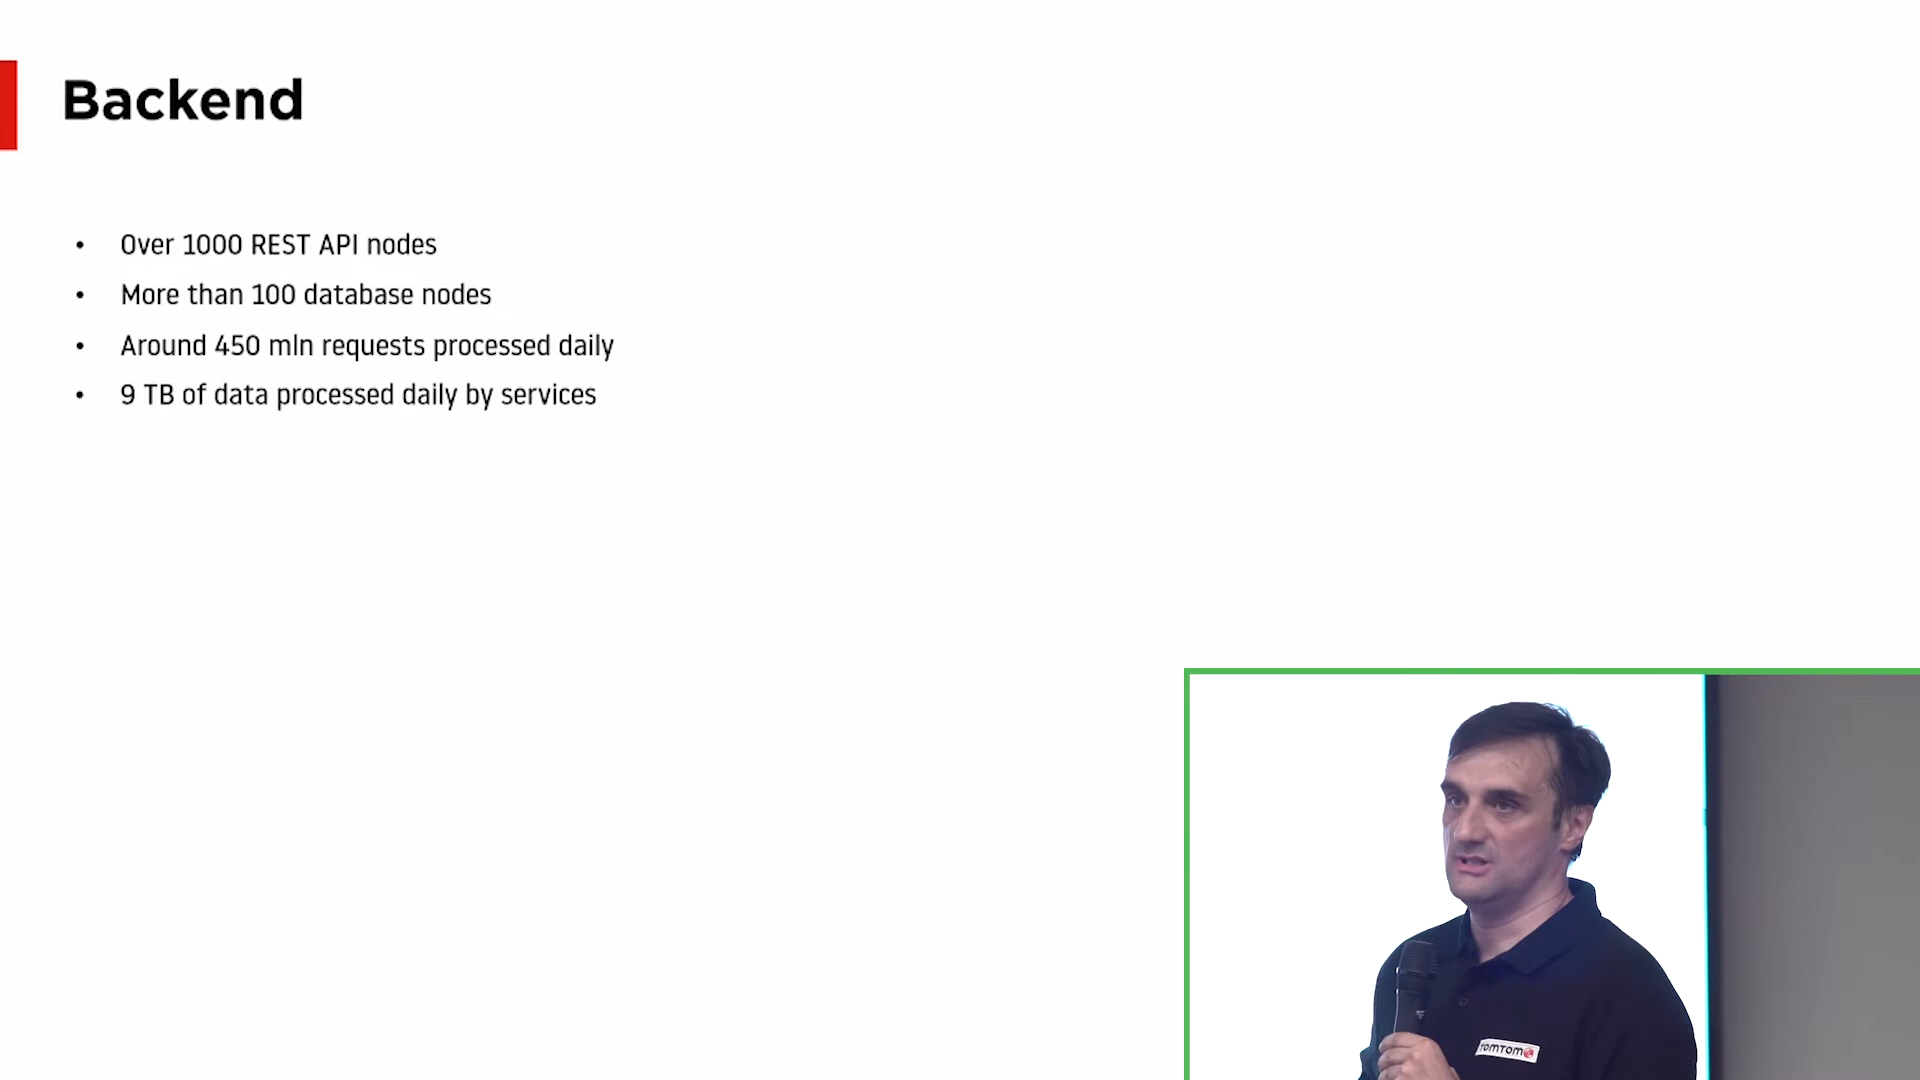 Backend
• Over 1000 REST API nodes
• More than 100 database nodes
• Around 450 mln requests processed daily
• 9 TB of data processed daily by services
TOMTOM